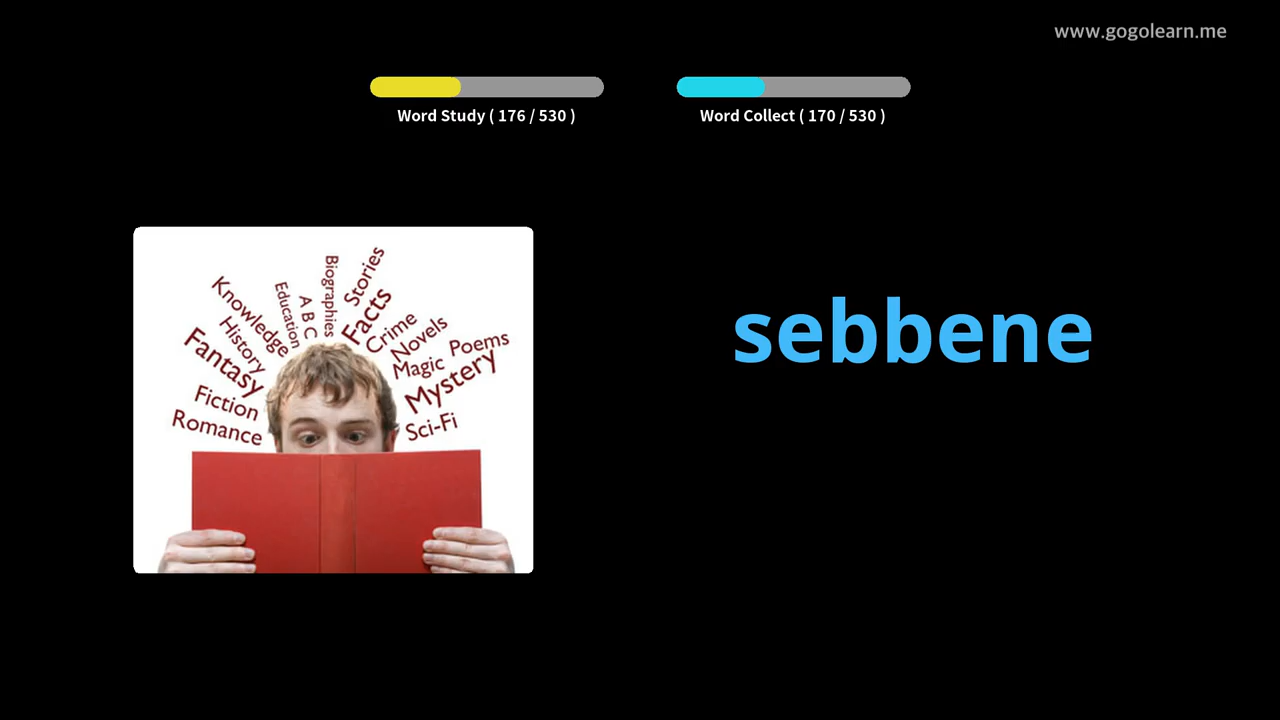 www.gogolearn.me
Word Study ( 176 / 530 )
Word Collect ( 170 / 530 )
sebbene
Biographies
Stories
Education
A B C
Facts
Knowledge
Crime
History
Novels
Poems
Fantasy
Magic
Mystery
Fiction
Sci-Fi
Romance